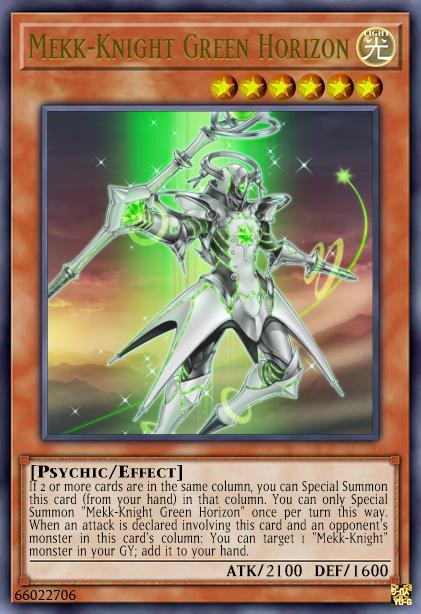 Mekk-Knight Green Horizon
LIGHT
光
[Psychic/Effect]
If 2 or more cards are in the same column, you can Special Summon
this card (from your hand) in that column. You can only Special
Summon "Mekk-Knight Green Horizon" once per turn this way.
When an attack is declared involving this card and an opponent's
monster in this card's column: You can target 1 "Mekk-Knight"
monster in your GY; add it to your hand.
ATK/2100 DEF/1600
66022706